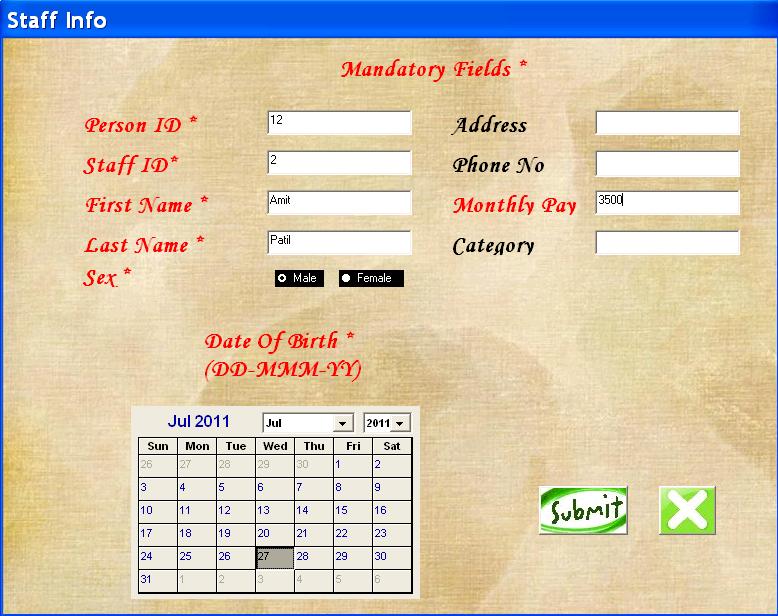 Staff Info
Mandatory Fields *
Person ID * 12 Address
Staff ID* 2 Phone No
First Name * Amit Monthly Pay 3500
Last Name * Patil Category
Sex * Male Female
Date Of Birth *
(DD-MMM-YY)
Jul 2011 Jul 2011
Sun Mon Tue Wed Thu Fri Sat
26 27 28 29 30 1 2
3 4 5 6 7 8 9
10 11 12 13 14 15 16
17 18 19 20 21 22 23
24 25 26 27 28 29 30
31 1 2 3 4 5 6
Submit